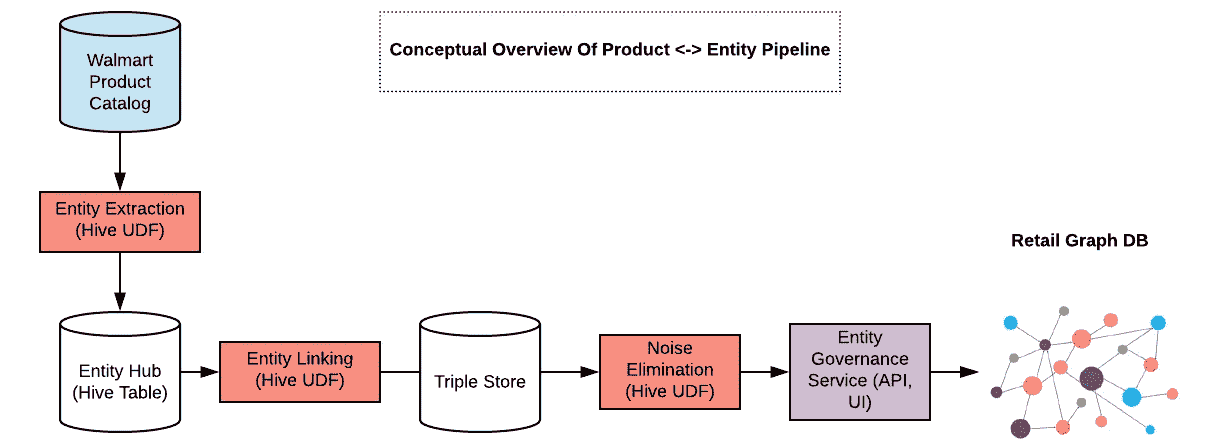 Conceptual Overview Of Product <-> Entity Pipeline
Walmart
Product
Catalog
Entity Extraction
(Hive UDF)
Entity Hub
(Hive Table)
Entity Linking
(Hive UDF)
Triple Store
Noise
Elimination
(Hive UDF)
Entity
Governance
Service (API,
UI)
Retail Graph DB